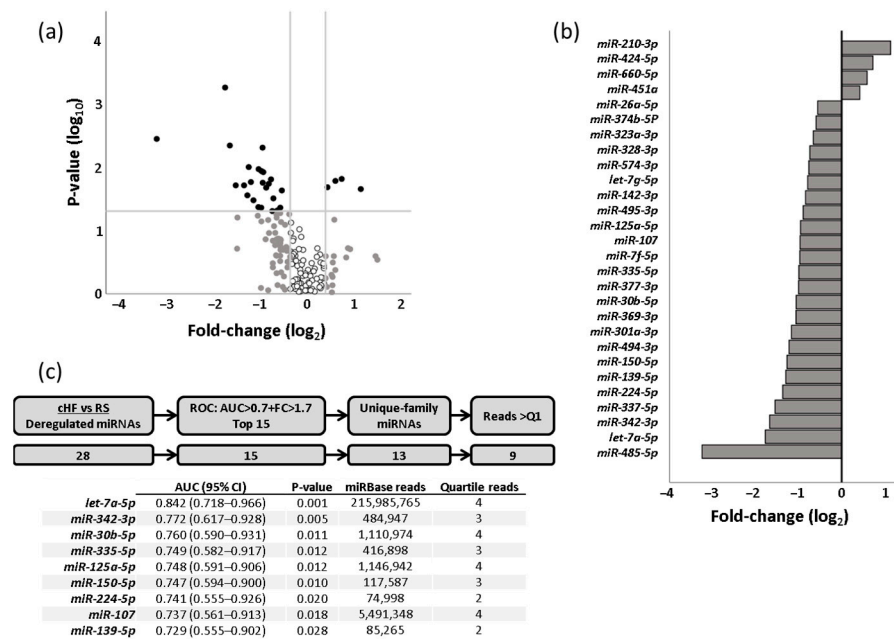 (a)
4
3
2
1
0
P-value (log10)
−4 −3 −2 −1 0 1 2
Fold-change (log2)
(b)
miR-210-3p
miR-424-5p
miR-660-5p
miR-451a
miR-26a-5p
miR-374b-5P
miR-323a-3p
miR-328-3p
miR-574-3p
let-7g-5p
miR-142-3p
miR-495-3p
miR-125a-5p
miR-107
miR-7f-5p
miR-335-5p
miR-377-3p
miR-30b-5p
miR-369-3p
miR-301a-3p
miR-494-3p
miR-150-5p
miR-139-5p
miR-224-5p
miR-337-5p
miR-342-3p
let-7a-5p
miR-485-5p
−4 −3 −2 −1 0 1
Fold-change (log2)
(c)
cHF vs RS
Deregulated miRNAs
ROC: AUC>0.7+FC>1.7
Top 15
Unique-family
miRNAs
Reads >Q1
28 15 13 9
AUC (95% CI) P-value miRBase reads Quartile reads
let-7a-5p 0.842 (0.718–0.966) 0.001 215,985,765 4
miR-342-3p 0.772 (0.617–0.928) 0.005 484,947 3
miR-30b-5p 0.760 (0.590–0.931) 0.011 1,110,974 4
miR-335-5p 0.749 (0.582–0.917) 0.012 416,898 3
miR-125a-5p 0.748 (0.591–0.906) 0.012 1,146,942 4
miR-150-5p 0.747 (0.594–0.900) 0.010 117,587 3
miR-224-5p 0.741 (0.555–0.926) 0.020 74,998 2
miR-107 0.737 (0.561–0.913) 0.018 5,491,348 4
miR-139-5p 0.729 (0.555–0.902) 0.028 85,265 2